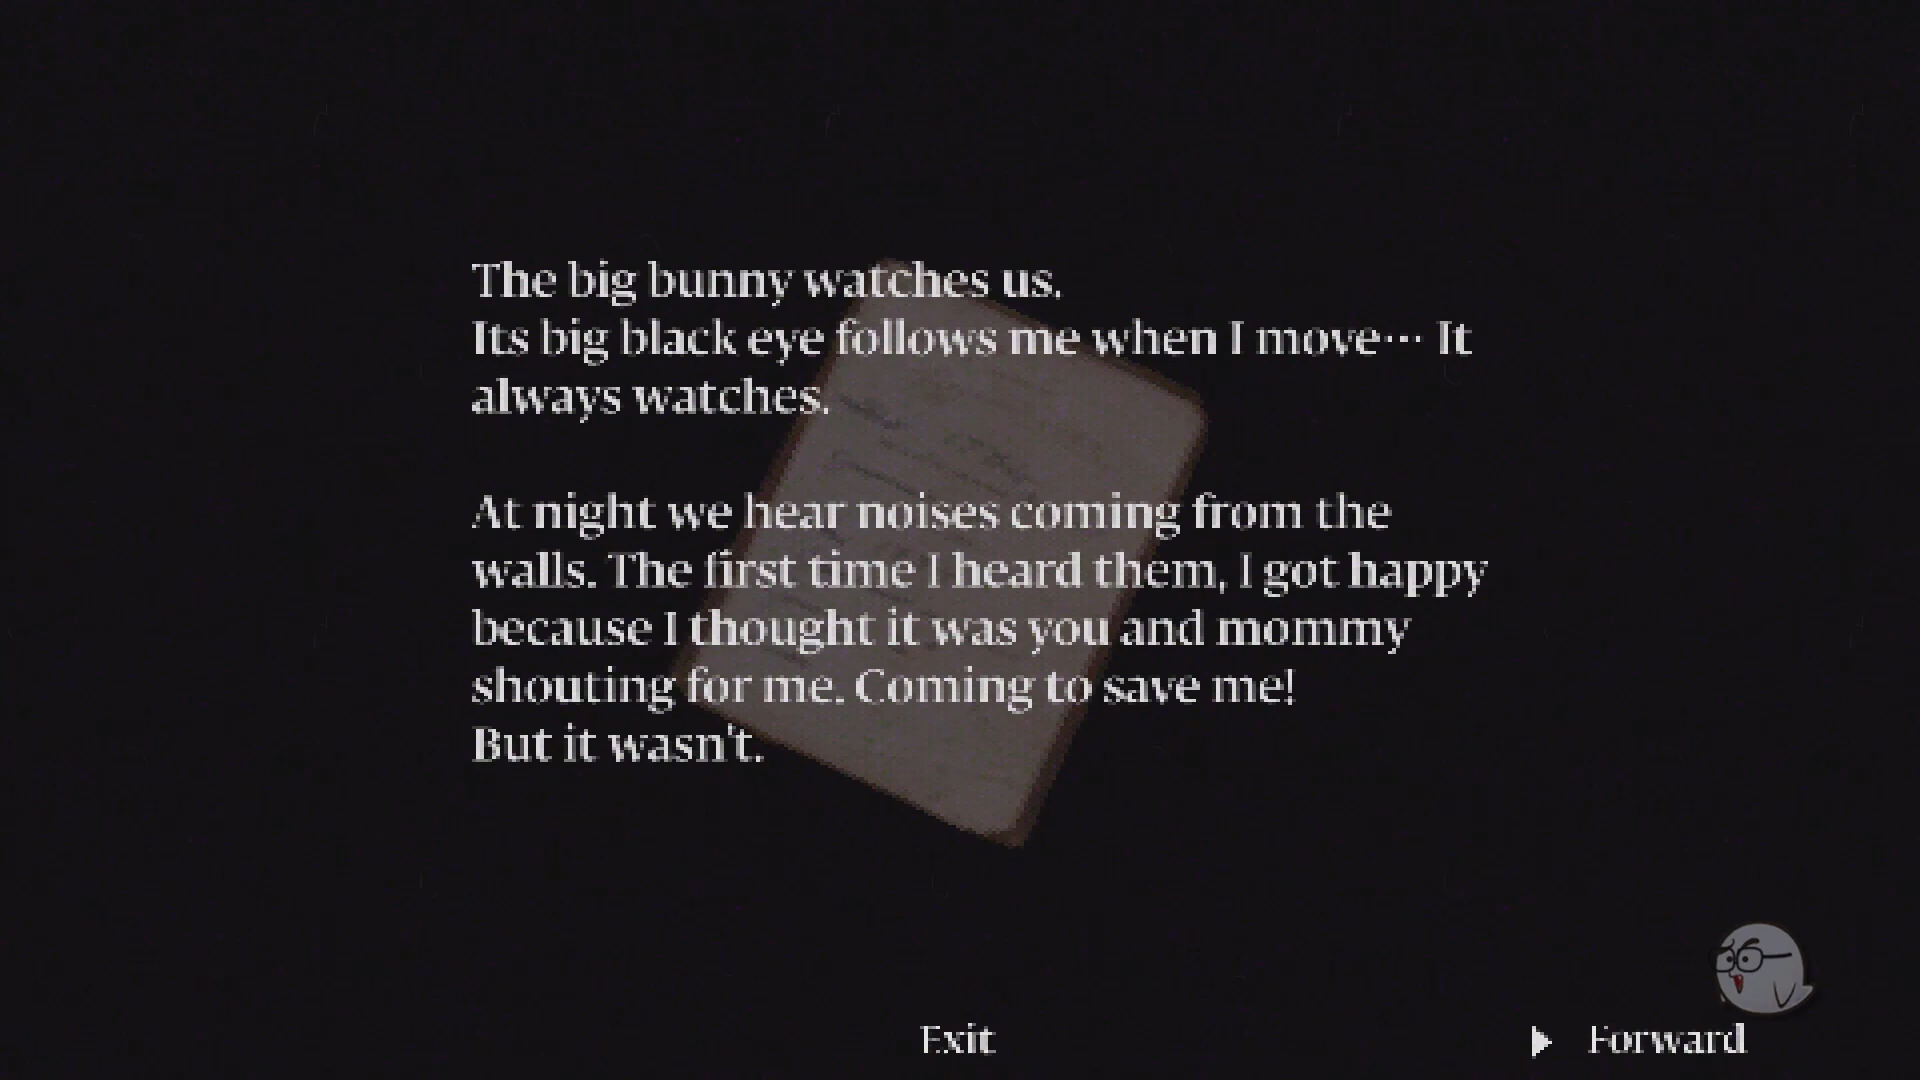 The big bunny watches us.
Its big black eye follows me when I move··· It
always watches.
At night we hear noises coming from the
walls. The first time I heard them, I got happy
because I thought it was you and mommy
shouting for me. Coming to save me!
But it wasn't.
Exit
Forward